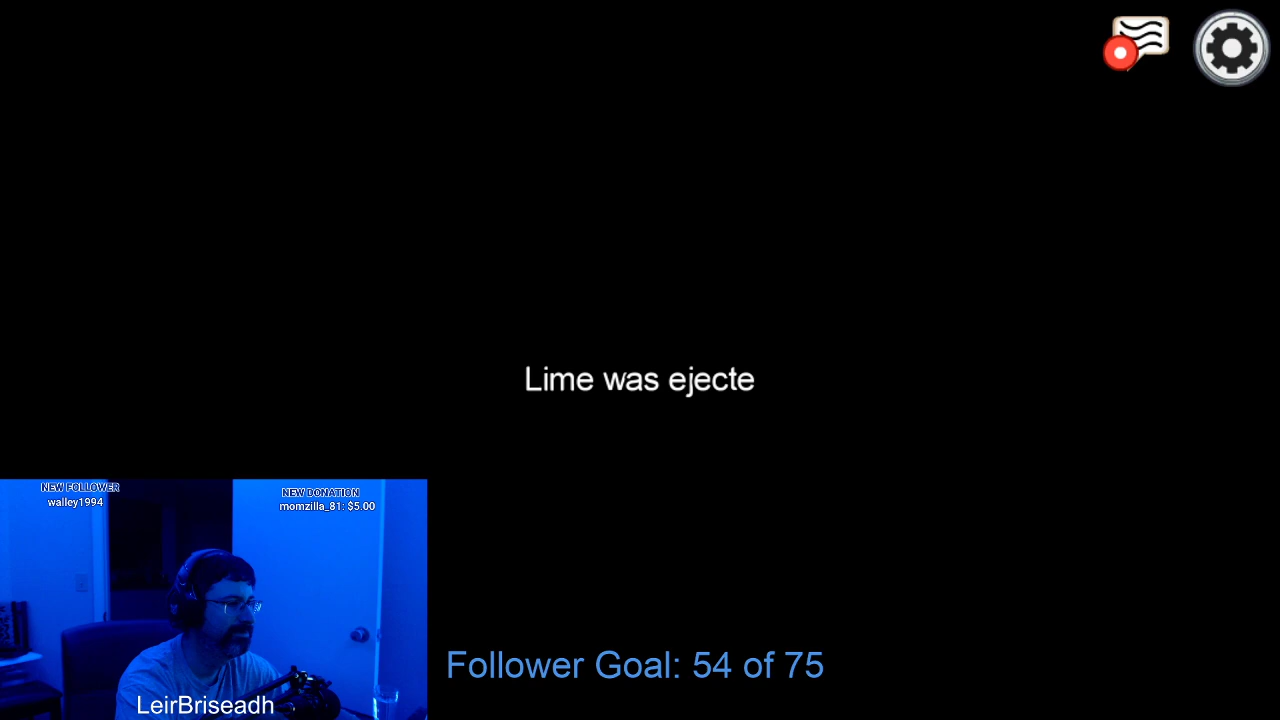 Lime was ejecte
NEW FOLLOWER
walley1994
NEW DONATION
momzilla_81: $5.00
Follower Goal: 54 of 75
LeirBriseadh